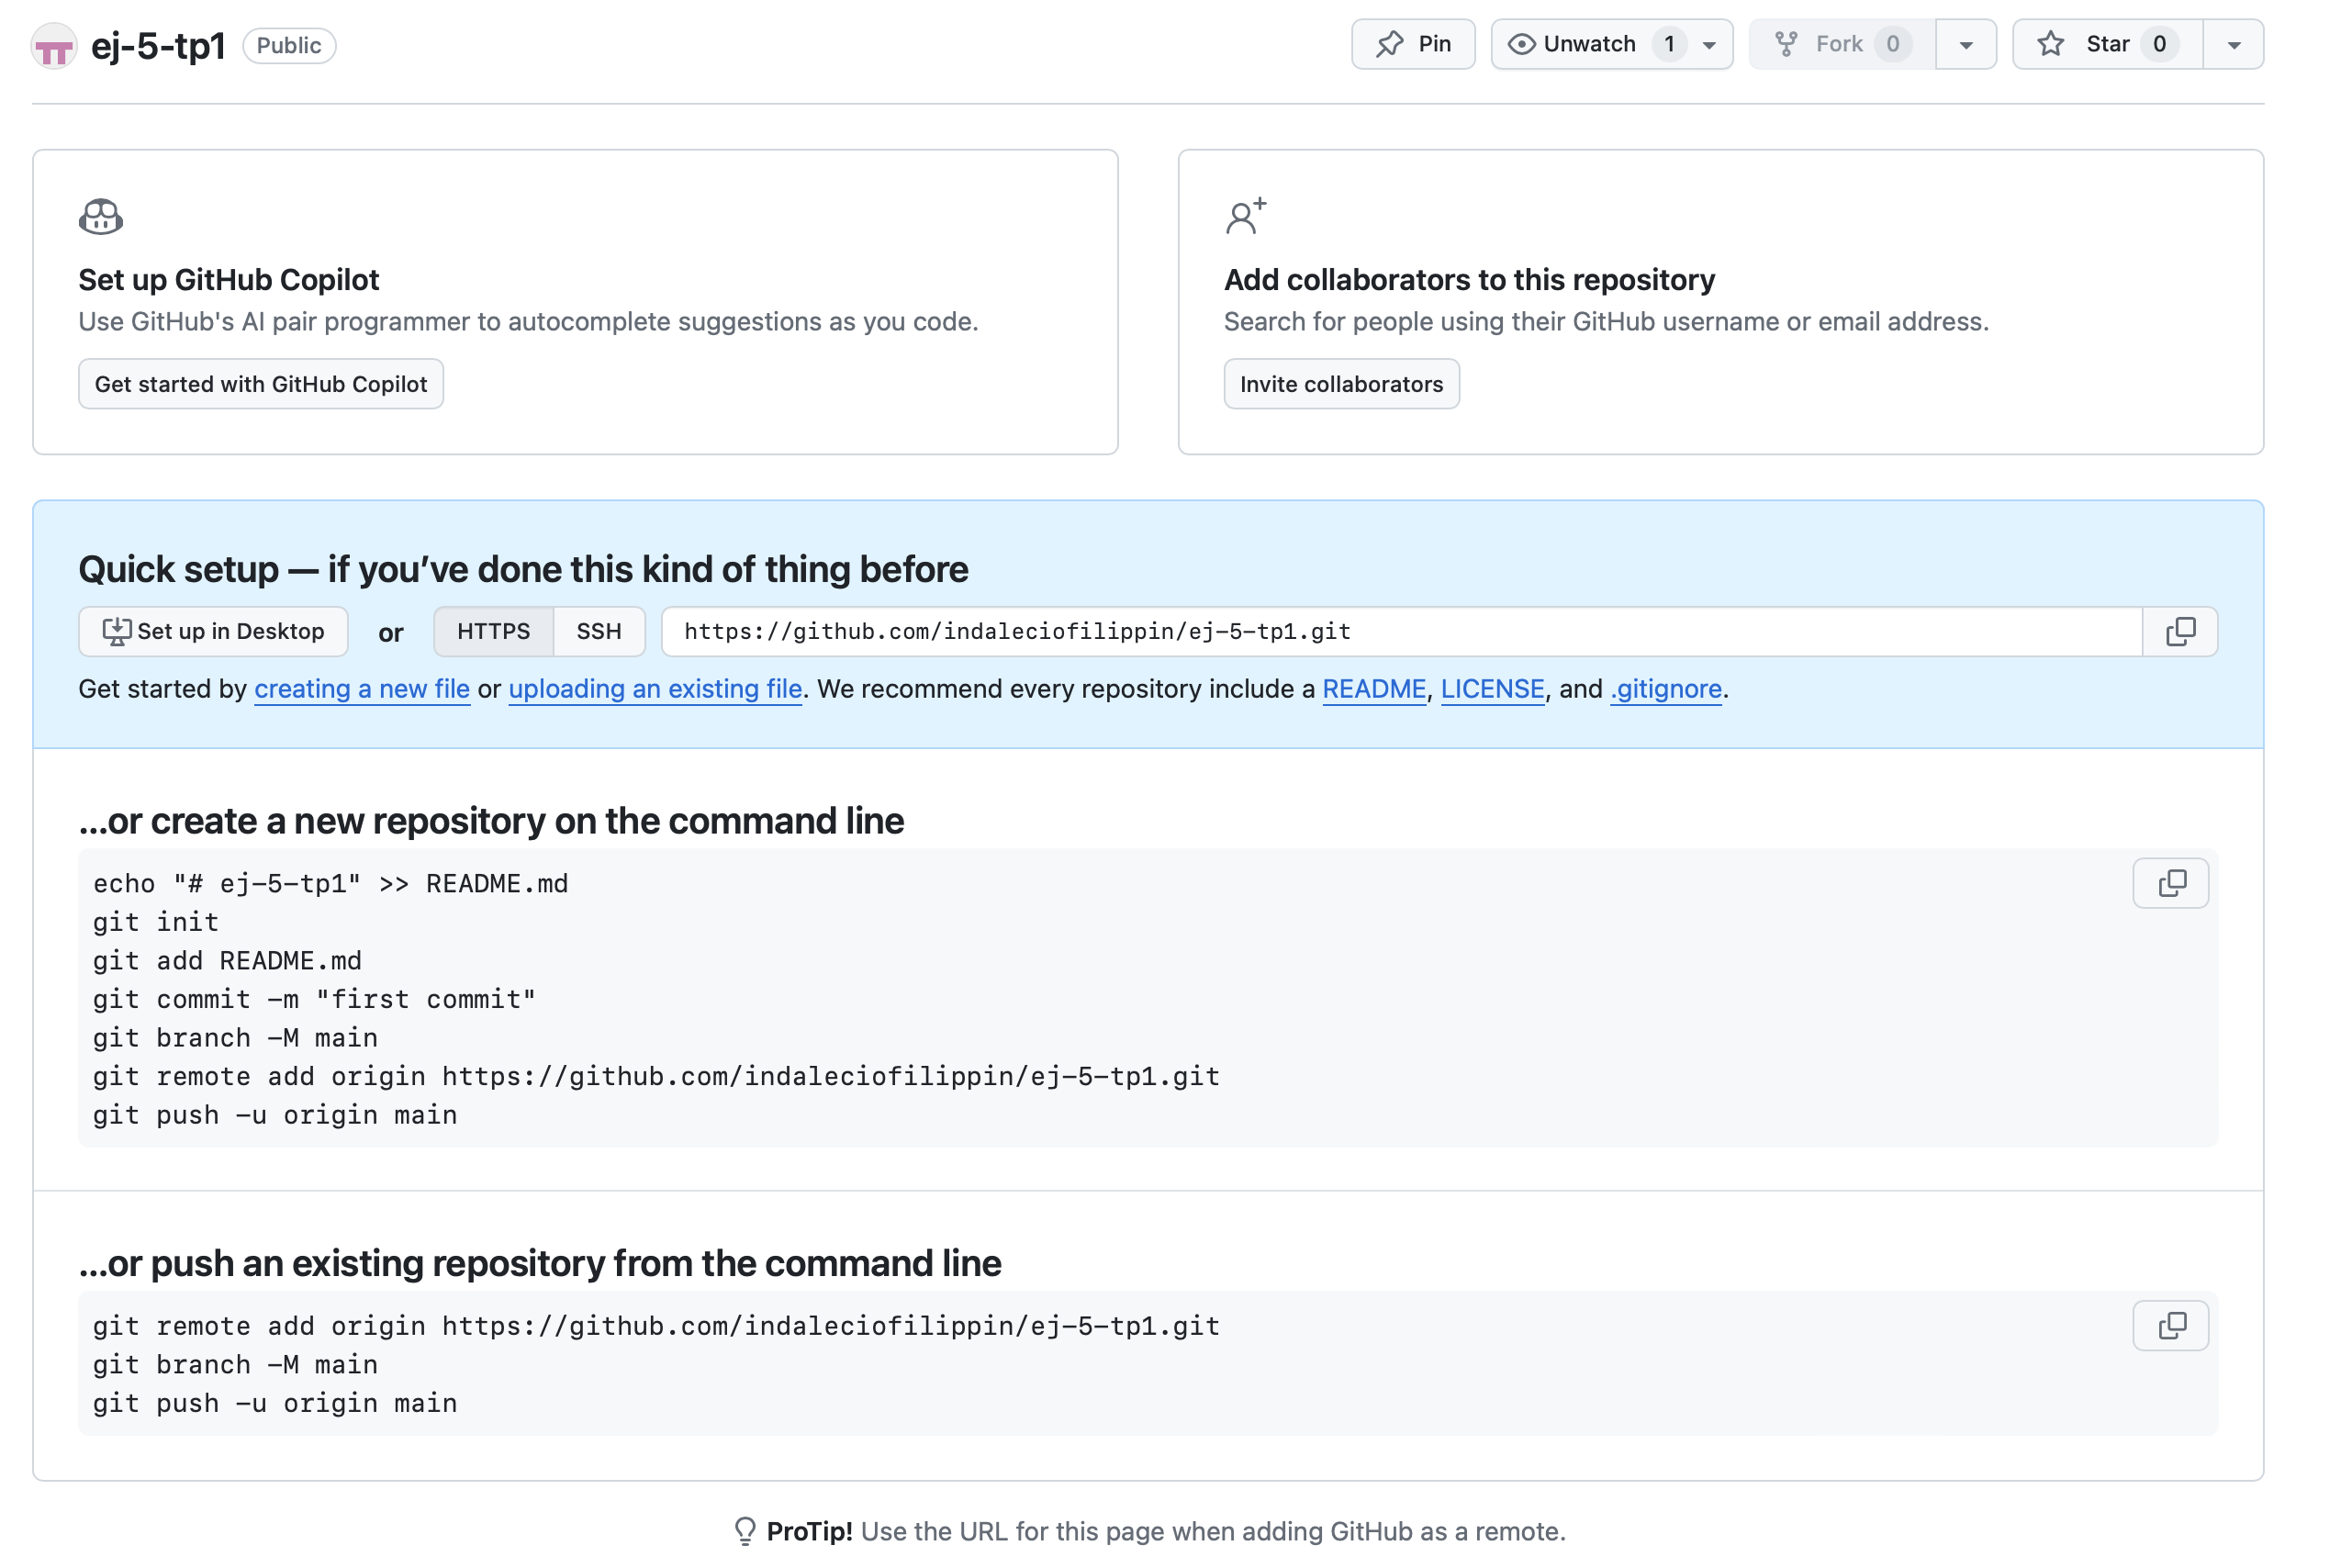 ej-5-tp1 Public Pin Unwatch 1 Fork 0 Star 0
Set up GitHub Copilot
Use GitHub's AI pair programmer to autocomplete suggestions as you code.
Get started with GitHub Copilot
Add collaborators to this repository
Search for people using their GitHub username or email address.
Invite collaborators
Quick setup — if you’ve done this kind of thing before
Set up in Desktop or HTTPS SSH https://github.com/indaleciofilippin/ej-5-tp1.git
Get started by creating a new file or uploading an existing file. We recommend every repository include a README, LICENSE, and .gitignore.
…or create a new repository on the command line
echo "# ej-5-tp1" >> README.md
git init
git add README.md
git commit -m "first commit"
git branch -M main
git remote add origin https://github.com/indaleciofilippin/ej-5-tp1.git
git push -u origin main
…or push an existing repository from the command line
git remote add origin https://github.com/indaleciofilippin/ej-5-tp1.git
git branch -M main
git push -u origin main
ProTip! Use the URL for this page when adding GitHub as a remote.